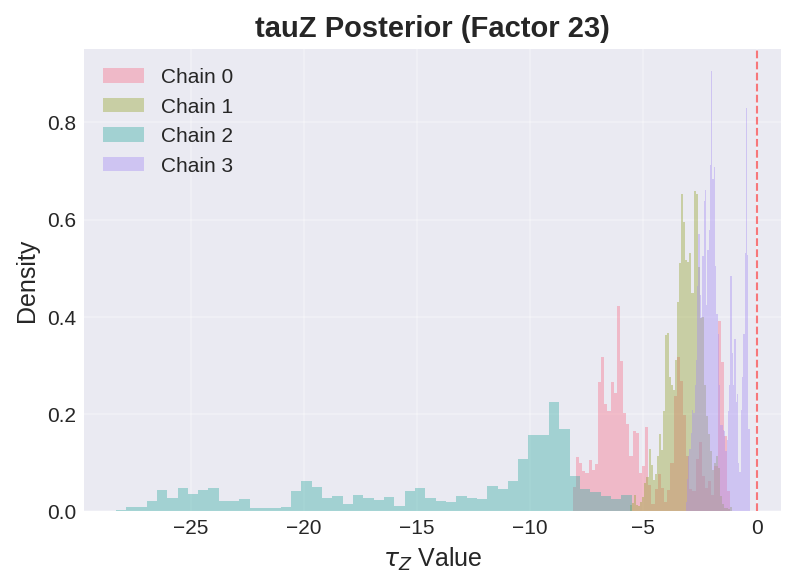 tauZ Posterior (Factor 23)
Chain 0
Chain 1
Chain 2
Chain 3
Density
0.8
0.6
0.4
0.2
0.0
−25
−20
−15
−10
−5
0
τ_Z Value